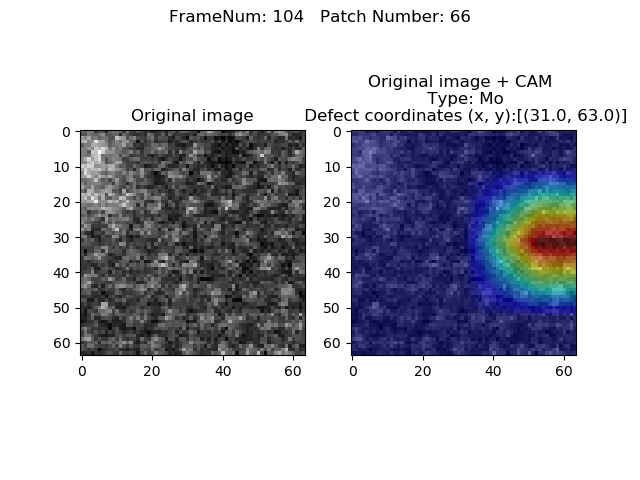 FrameNum: 104   Patch Number: 66
Original image
0
10
20
30
40
50
60
0 20 40 60
Original image + CAM
Type: Mo
Defect coordinates (x, y):[(31.0, 63.0)]
0
10
20
30
40
50
60
0 20 40 60